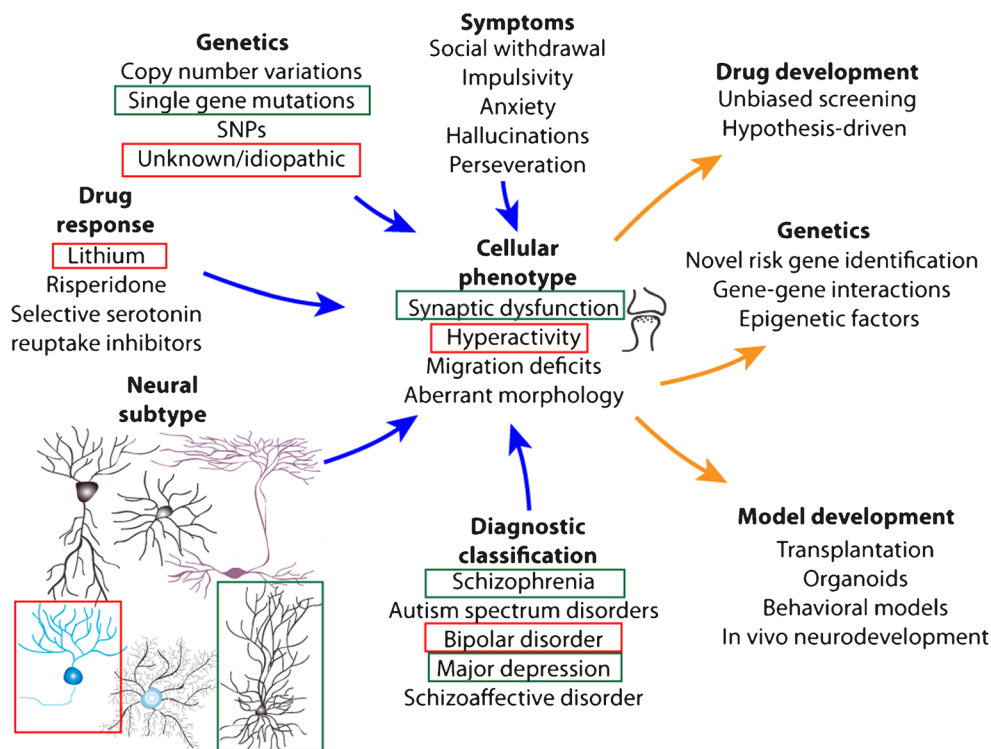 Genetics
Copy number variations
Single gene mutations
SNPs
Unknown/idiopathic
Symptoms
Social withdrawal
Impulsivity
Anxiety
Hallucinations
Perseveration
Drug development
Unbiased screening
Hypothesis-driven
Drug
response
Lithium
Risperidone
Selective serotonin
reuptake inhibitors
Cellular
phenotype
Synaptic dysfunction
Hyperactivity
Migration deficits
Aberrant morphology
Genetics
Novel risk gene identification
Gene-gene interactions
Epigenetic factors
Neural
subtype
Diagnostic
classification
Schizophrenia
Autism spectrum disorders
Bipolar disorder
Major depression
Schizoaffective disorder
Model development
Transplantation
Organoids
Behavioral models
In vivo neurodevelopment